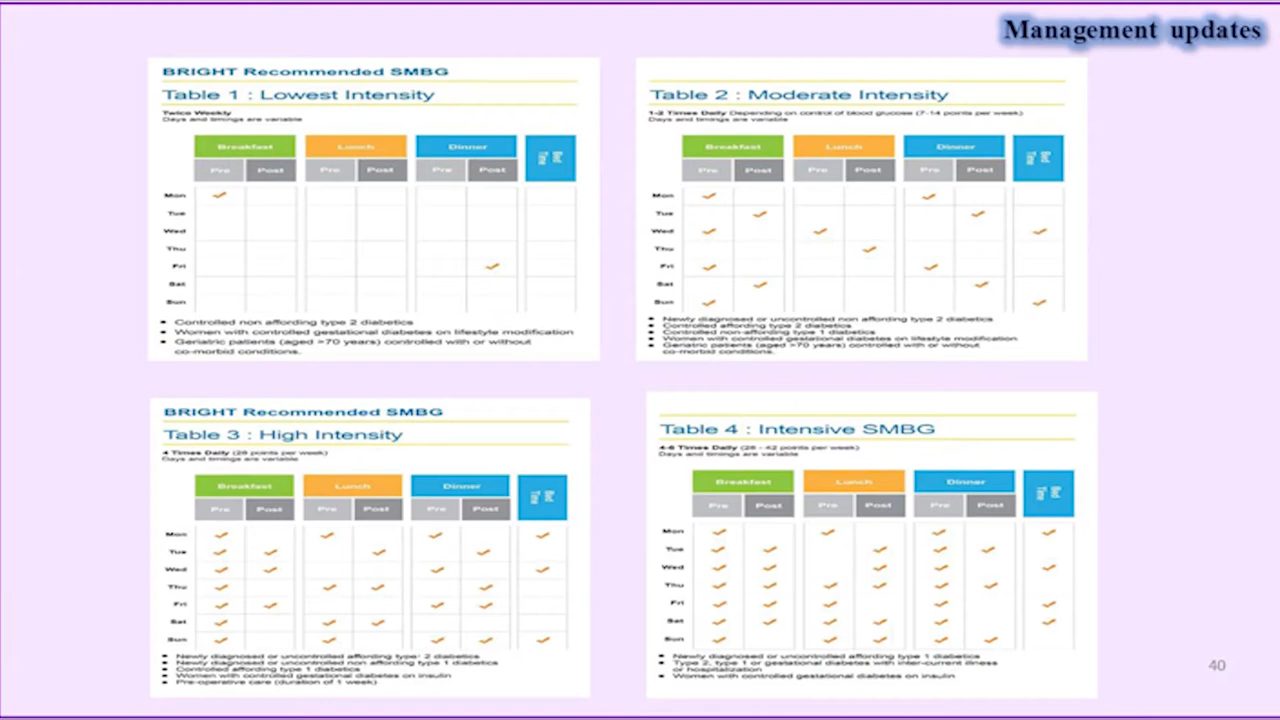 Management updates
BRIGHT Recommended SMBG
Table 1 : Lowest Intensity
Twice Weekly
Days and timings are variable
Breakfast Lunch Dinner Bed Time
Pre Post Pre Post Pre Post
Mon
Tue
Wed
Thu
Fri
Sat
Sun
• Controlled non affording type 2 diabetics
• Women with controlled gestational diabetes on lifestyle modification
• Geriatric patients (aged >70 years) controlled with or without
co-morbid conditions.
Table 2 : Moderate Intensity
1-2 Times Daily Depending on control of blood glucose (7-14 points per week)
Days and timings are variable
Breakfast Lunch Dinner Bed Time
Pre Post Pre Post Pre Post
Mon
Tue
Wed
Thu
Fri
Sat
Sun
• Newly diagnosed or uncontrolled non affording type 2 diabetics
• Controlled affording type 2 diabetics
• Controlled non-affording type 1 diabetics
• Women with controlled gestational diabetes on lifestyle modification
• Geriatric patients (aged >70 years) controlled with or without
co-morbid conditions.
BRIGHT Recommended SMBG
Table 3 : High Intensity
4 Times Daily (28 points per week)
Days and timings are variable
Breakfast Lunch Dinner Bed Time
Pre Post Pre Post Pre Post
Mon
Tue
Wed
Thu
Fri
Sat
Sun
• Newly diagnosed or uncontrolled affording type 2 diabetics
• Newly diagnosed or uncontrolled non affording type 1 diabetics
• Controlled affording type 1 diabetics
• Women with controlled gestational diabetes on insulin
• Pre-operative care (duration of 1 week)
Table 4 : Intensive SMBG
4-6 Times Daily (28 - 42 points per week)
Days and timings are variable
Breakfast Lunch Dinner Bed Time
Pre Post Pre Post Pre Post
Mon
Tue
Wed
Thu
Fri
Sat
Sun
• Newly diagnosed or uncontrolled affording type 1 diabetics
• Type 2, type 1 or gestational diabetes with inter-current illness
or hospitalization
• Women with controlled gestational diabetes on insulin
40